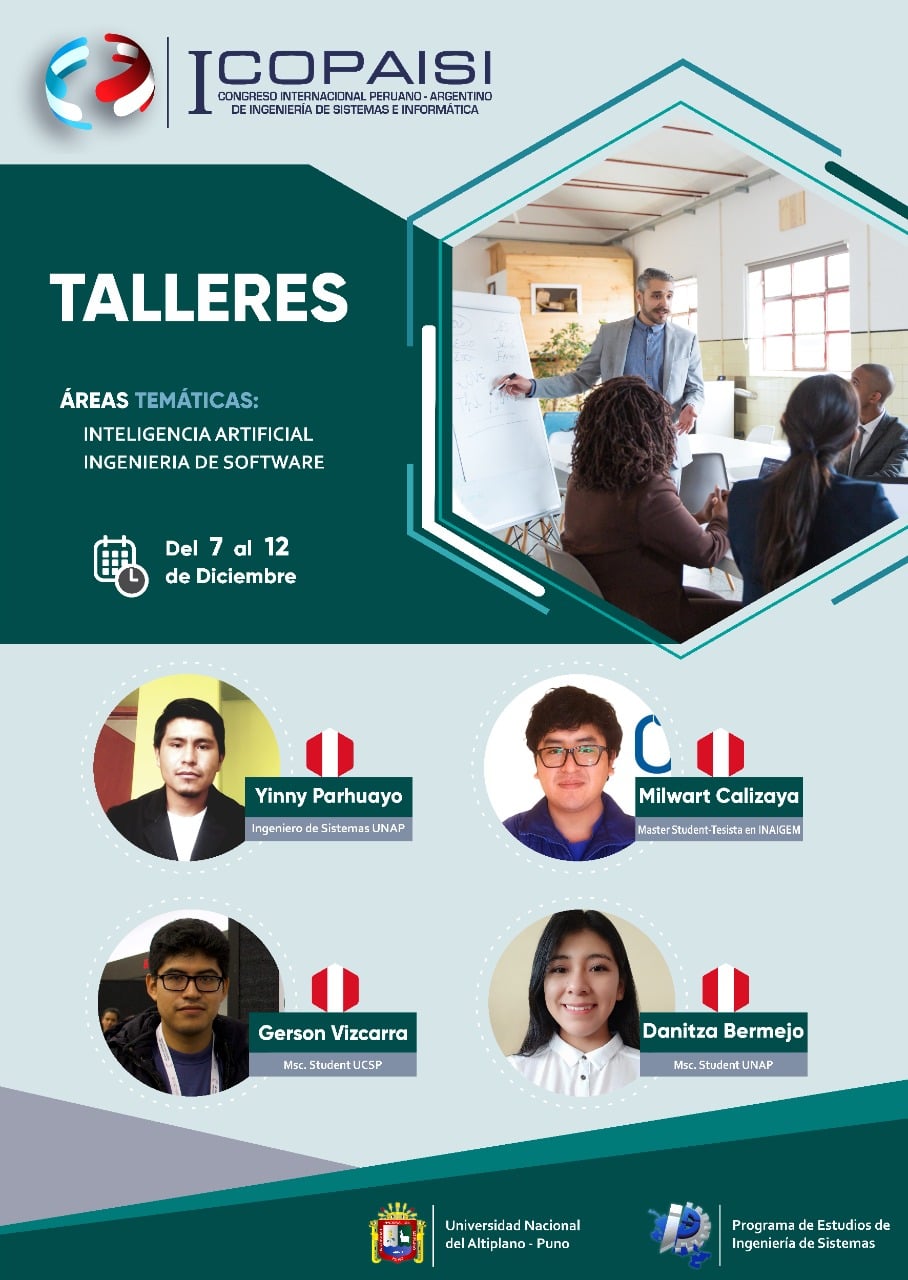 I COPAISI
CONGRESO INTERNACIONAL PERUANO - ARGENTINO
DE INGENIERÍA DE SISTEMAS E INFORMÁTICA
TALLERES
ÁREAS TEMÁTICAS:
INTELIGENCIA ARTIFICIAL
INGENIERIA DE SOFTWARE
Del 7 al 12
de Diciembre
Yinny Parhuayo
Ingeniero de Sistemas UNAP
Milwart Calizaya
Master Student-Tesista en INAIGEM
Gerson Vizcarra
Msc. Student UCSP
Danitza Bermejo
Msc. Student UNAP
Universidad Nacional
del Altiplano - Puno
Programa de Estudios de
Ingeniería de Sistemas